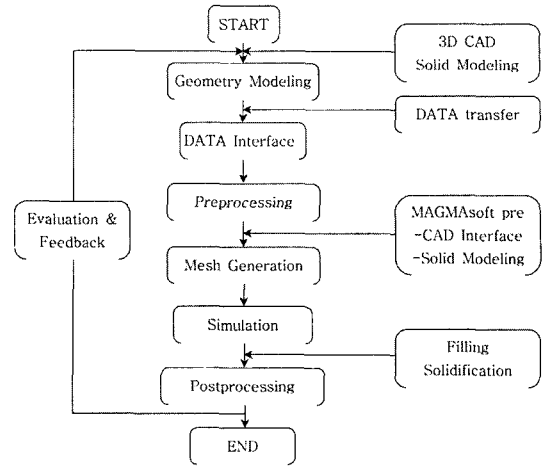 START
3D CAD
Solid Modeling
Geometry Modeling
DATA transfer
DATA Interface
Preprocessing
Evaluation &
Feedback
MAGMAsoft pre
-CAD Interface
-Solid Modeling
Mesh Generation
Simulation
Filling
Solidification
Postprocessing
END